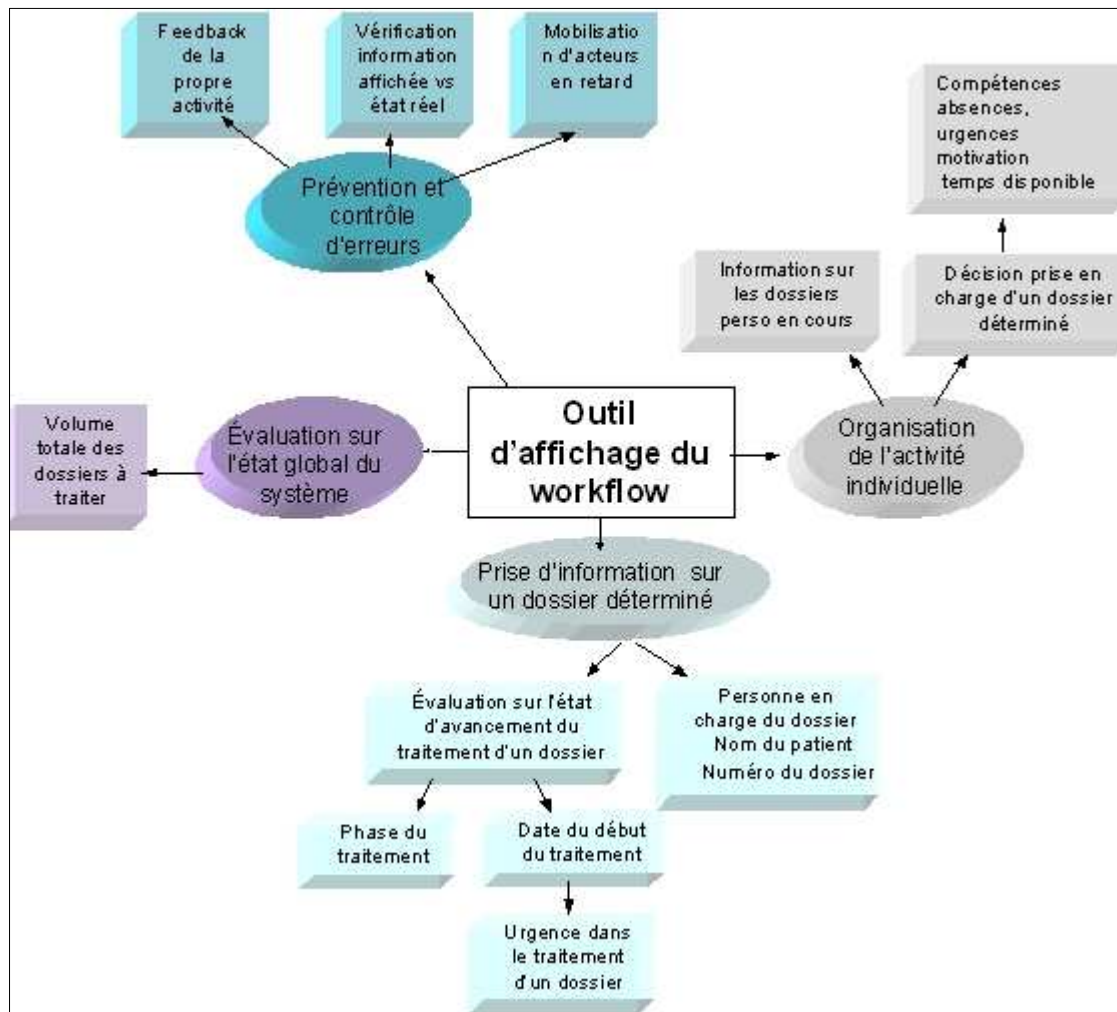 Feedback
de la
propre
activité
Vérification
information
affichée vs
état réel
Mobilisatio
n d'acteurs
en retard
Compétences
absences,
urgences
motivation
temps disponible
Prévention et
contrôle
d'erreurs
Information sur
les dossiers
perso en cours
Décision prise en
charge d'un dossier
déterminé
Outil
d'affichage du
workflow
Volume
totale des
dossiers à
traiter
Évaluation sur
l'état global du
système
Organisation
de l'activité
individuelle
Prise d'information sur
un dossier déterminé
Évaluation sur l'état
d'avancement du
traitement d'un dossier
Personne en
charge du dossier
Nom du patient
Numéro du dossier
Phase du
traitement
Date du début
du traitement
Urgence dans
le traitement
d'un dossier